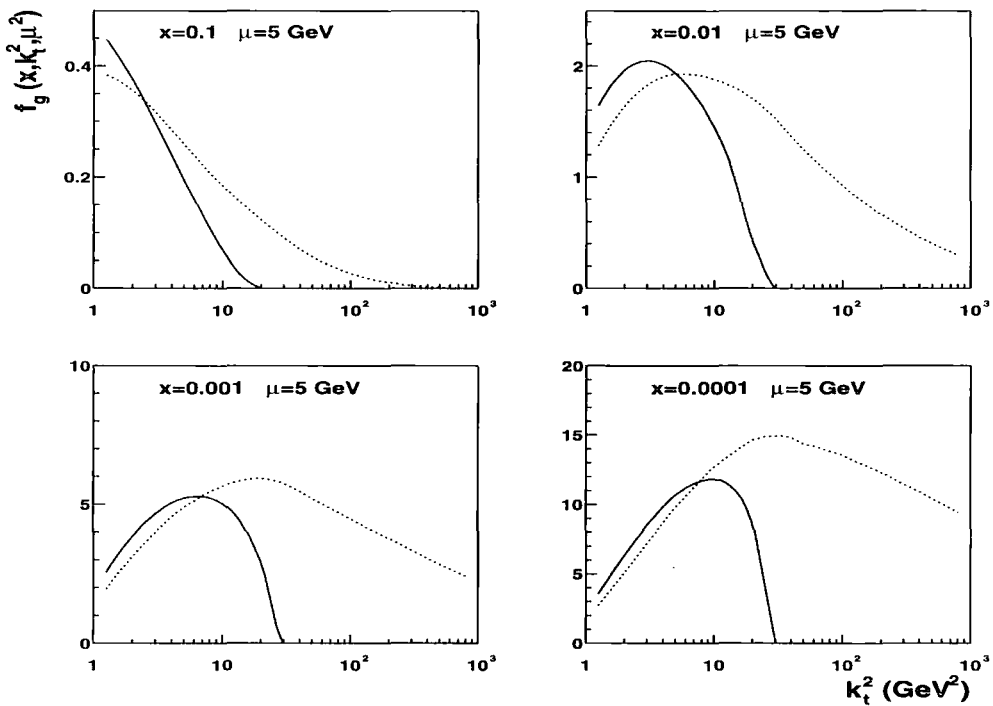 f_g (x,k_t^2,μ^2)
x=0.1 μ=5 GeV
0.4
0.2
0
1 10 10^2 10^3
x=0.01 μ=5 GeV
2
1
0
1 10 10^2 10^3
x=0.001 μ=5 GeV
10
5
0
1 10 10^2 10^3
x=0.0001 μ=5 GeV
20
15
10
5
0
1 10 10^2 10^3
k_t^2 (GeV^2)